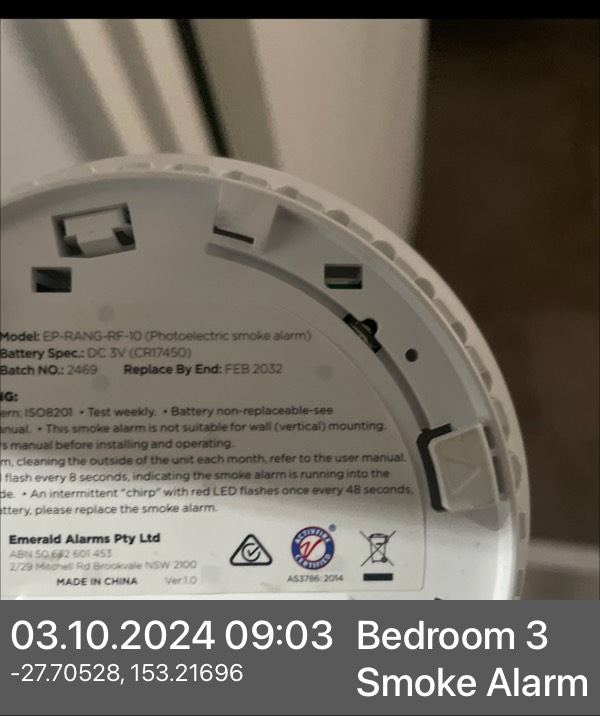 Model: EP-RANG-RF-10 (Photoelectric smoke alarm)
Battery Spec.: DC 3V (CR17450)
Batch NO.: 2469 Replace By End: FEB 2032
NG:
ern: ISO8201 • Test weekly. • Battery non-replaceable-see
anual. • This smoke alarm is not suitable for wall (vertical) mounting.
's manual before installing and operating.
m, cleaning the outside of the unit each month, refer to the user manual.
flash every 8 seconds, indicating the smoke alarm is running into the
de. • An intermittent "chirp" with red LED flashes once every 48 seconds,
attery, please replace the smoke alarm.
Emerald Alarms Pty Ltd
ABN 50 682 601 453
2/29 Mitchell Rd Brookvale NSW 2100
MADE IN CHINA Ver1.0
ACTIVFIRE
CERTIFIED
AS3786: 2014
03.10.2024 09:03
-27.70528, 153.21696
Bedroom 3
Smoke Alarm